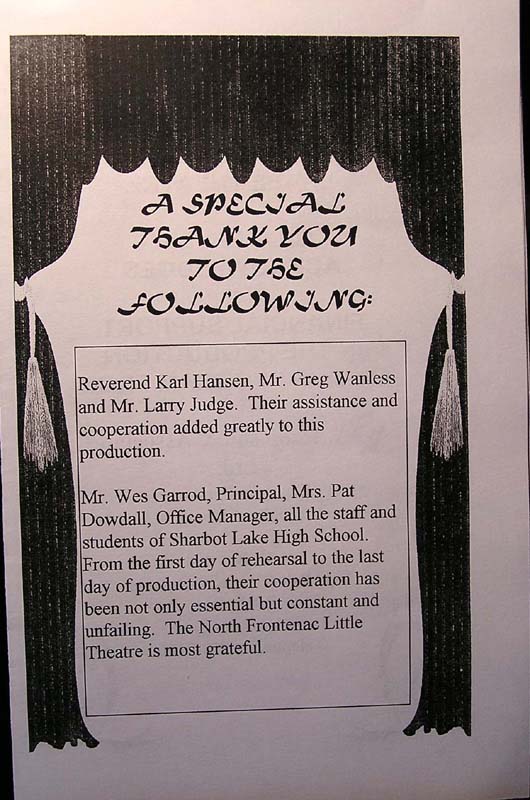 A SPECIAL
THANK YOU
TO THE
FOLLOWING:
Reverend Karl Hansen, Mr. Greg Wanless
and Mr. Larry Judge. Their assistance and
cooperation added greatly to this
production.
Mr. Wes Garrod, Principal, Mrs. Pat
Dowdall, Office Manager, all the staff and
students of Sharbot Lake High School.
From the first day of rehearsal to the last
day of production, their cooperation has
been not only essential but constant and
unfailing. The North Frontenac Little
Theatre is most grateful.